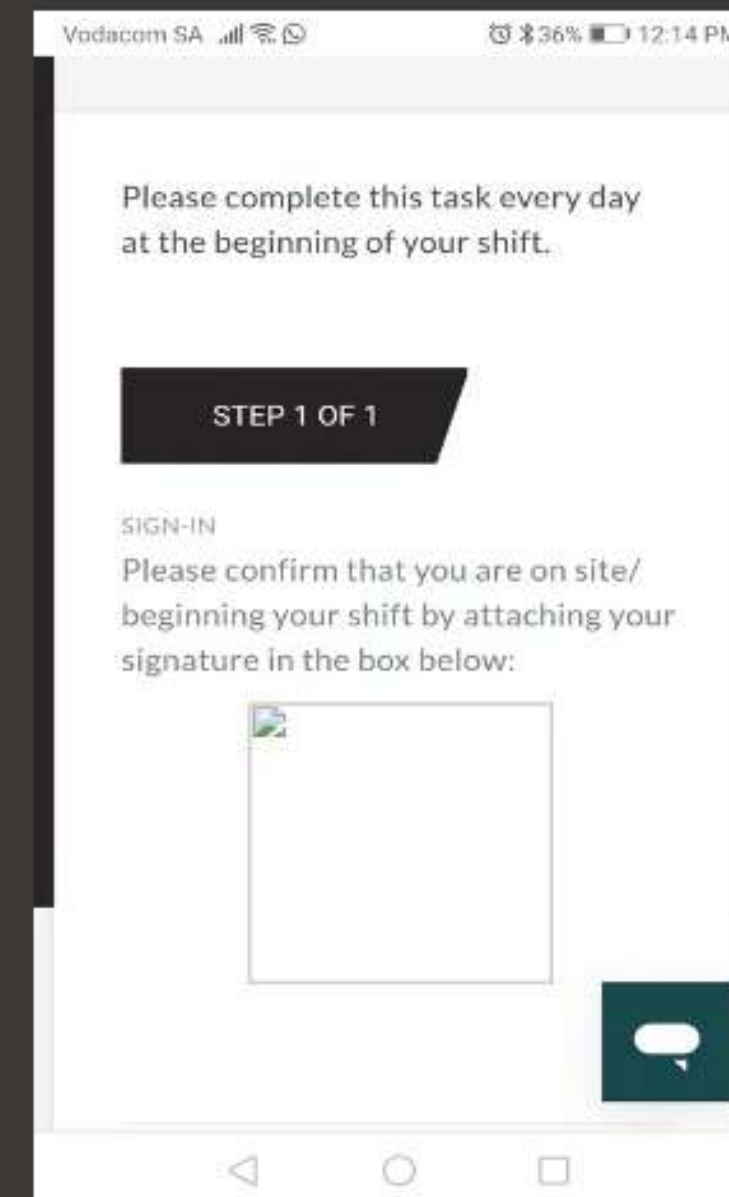 Vodacom SA 36% 12:14 PM
Please complete this task every day
at the beginning of your shift.
STEP 1 OF 1
SIGN-IN
Please confirm that you are on site/
beginning your shift by attaching your
signature in the box below: